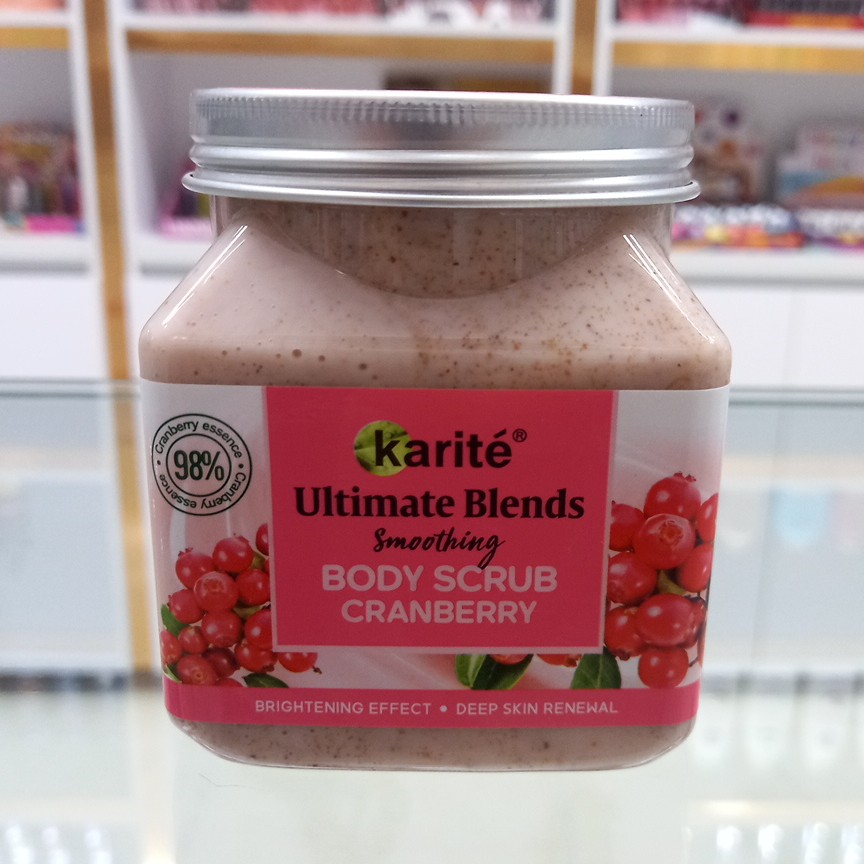 karité®
Ultimate Blends
Smoothing
BODY SCRUB
CRANBERRY
• Cranberry essence •
98%
Cranberry essence
BRIGHTENING EFFECT • DEEP SKIN RENEWAL